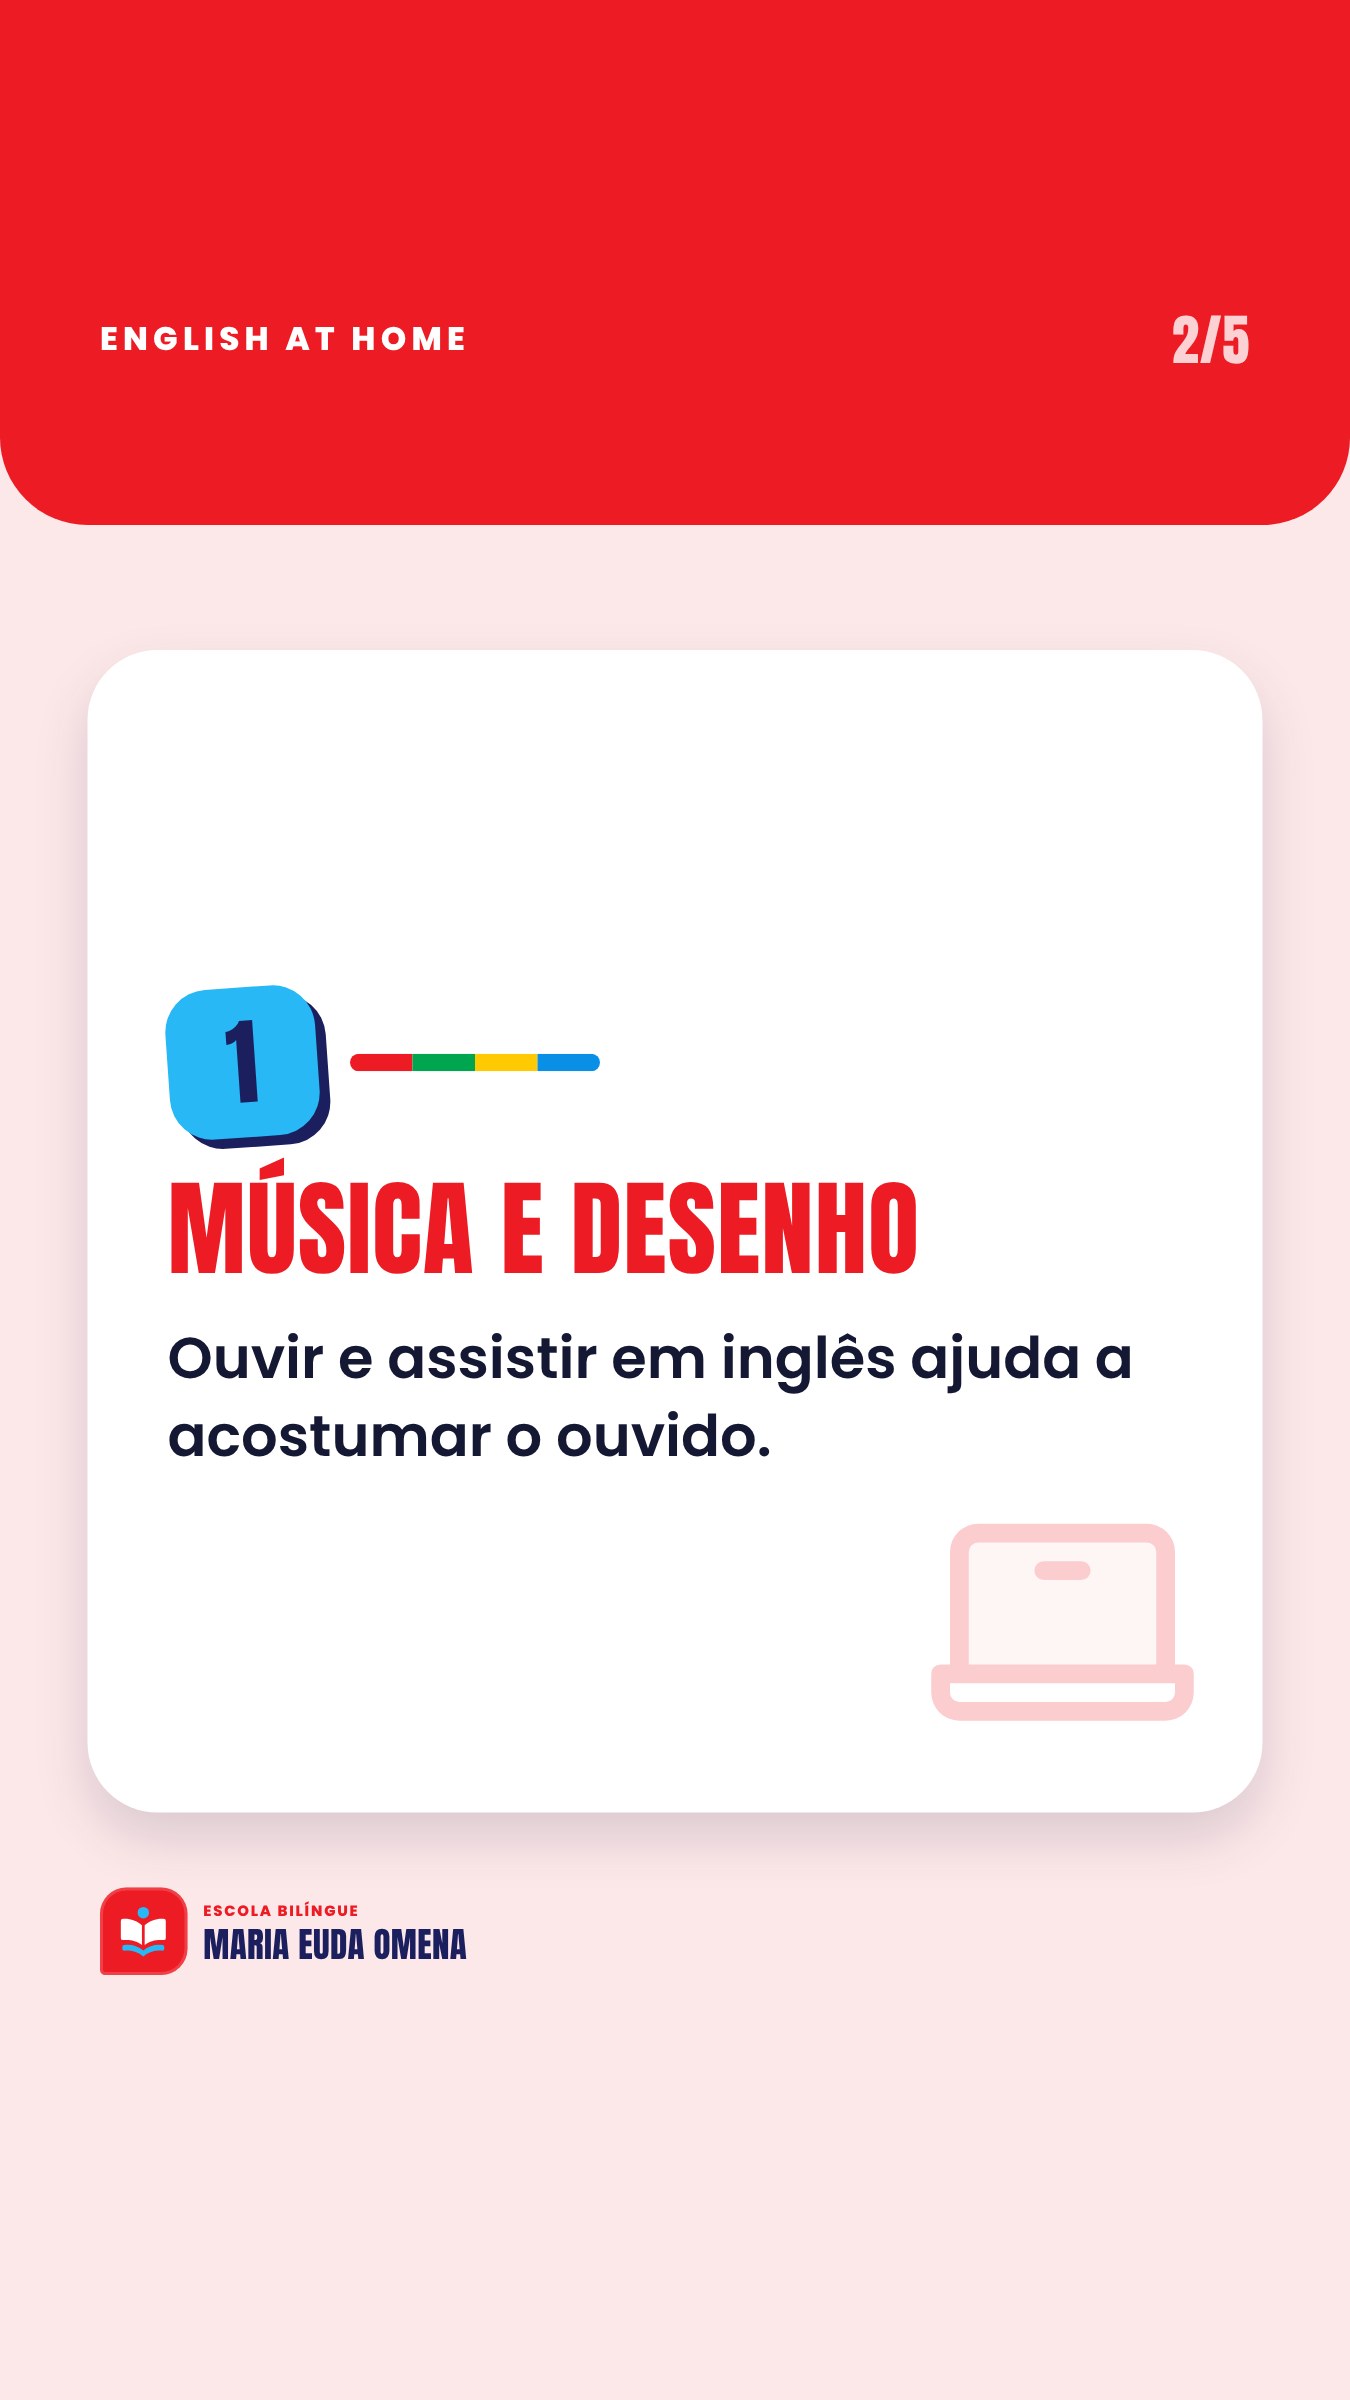 ENGLISH AT HOME
2/5
1
MÚSICA E DESENHO
Ouvir e assistir em inglês ajuda a
acostumar o ouvido.
ESCOLA BILÍNGUE
MARIA EUDA OMENA